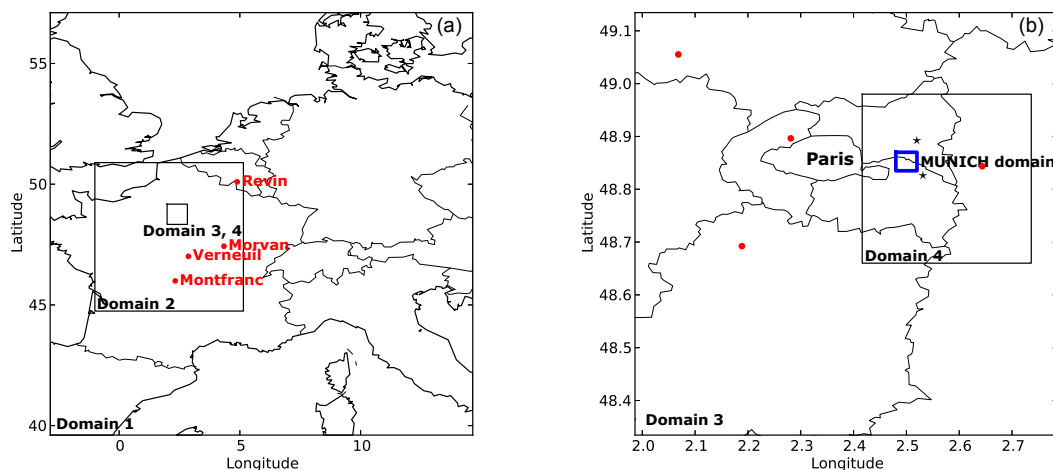 (a)
55
50
45
40
Latitude
Revin
Domain 3, 4
Morvan
Verneuil
Montfranc
Domain 2
Domain 1
0
5
10
Longitude
(b)
49.1
49.0
48.9
48.8
48.7
48.6
48.5
48.4
Latitude
Paris
MUNICH domain
Domain 4
Domain 3
2.0
2.1
2.2
2.3
2.4
2.5
2.6
2.7
Longitude